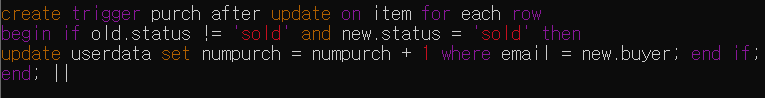 create trigger purch after update on item for each row
begin if old.status != 'sold' and new.status = 'sold' then
update userdata set numpurch = numpurch + 1 where email = new.buyer; end if;
end; ||